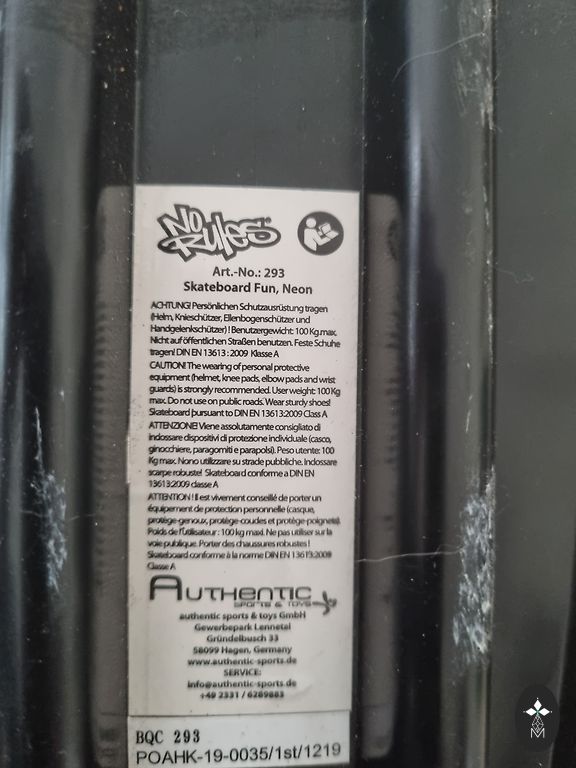 No Rules
Art.-No.: 293
Skateboard Fun, Neon
ACHTUNG! Persönlichen Schutzausrüstung tragen
(Helm, Knieschützer, Ellenbogenschützer und
Handgelenkschützer) ! Benutzergewicht: 100 Kg max.
Nicht auf öffentlichen Straßen benutzen. Feste Schuhe
tragen! DIN EN 13613 : 2009 Klasse A
CAUTION! The wearing of personal protective
equipment (helmet, knee pads, elbow pads and wrist
guards) is strongly recommended. User weight: 100 Kg
max. Do not use on public roads. Wear sturdy shoes!
Skateboard pursuant to DIN EN 13613:2009 Class A
ATTENZIONE! Viene assolutamente consigliato di
indossare dispositivi di protezione individuale (casco,
ginocchiere, paragomiti e parapolsi). Peso utente: 100
Kg max. Nono utilizzare su strade pubbliche. Indossare
scarpe robuste! Skateboard conforme a DIN EN
13613:2009 classe A
ATTENTION ! Il est vivement conseillé de porter un
équipement de protection personnelle (casque,
protège-genoux, protège-coudes et protège-poignets).
Poids de l'utilisateur : 100 kg maxi. Ne pas utiliser sur la
voie publique. Porter des chaussures robustes !
Skateboard conforme à la norme DIN EN 13613:2009
Classe A
AUTHENTIC
SPORTS & TOYS
authentic sports & toys GmbH
Gewerbepark Lennetel
Gründelbusch 33
58099 Hagen, Germany
www.authentic-sports.de
SERVICE:
info@authentic-sports.de
+49 2331 / 6289883
BQC 293
POAHK-19-0035/1st/1219
M